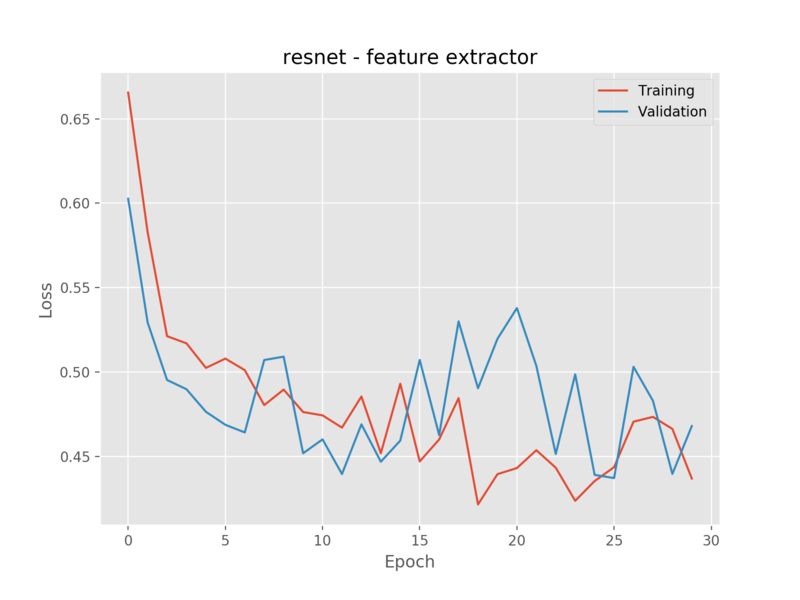 resnet - feature extractor
Training
Validation
0.65
0.60
0.55
0.50
0.45
Loss
0 5 10 15 20 25 30
Epoch